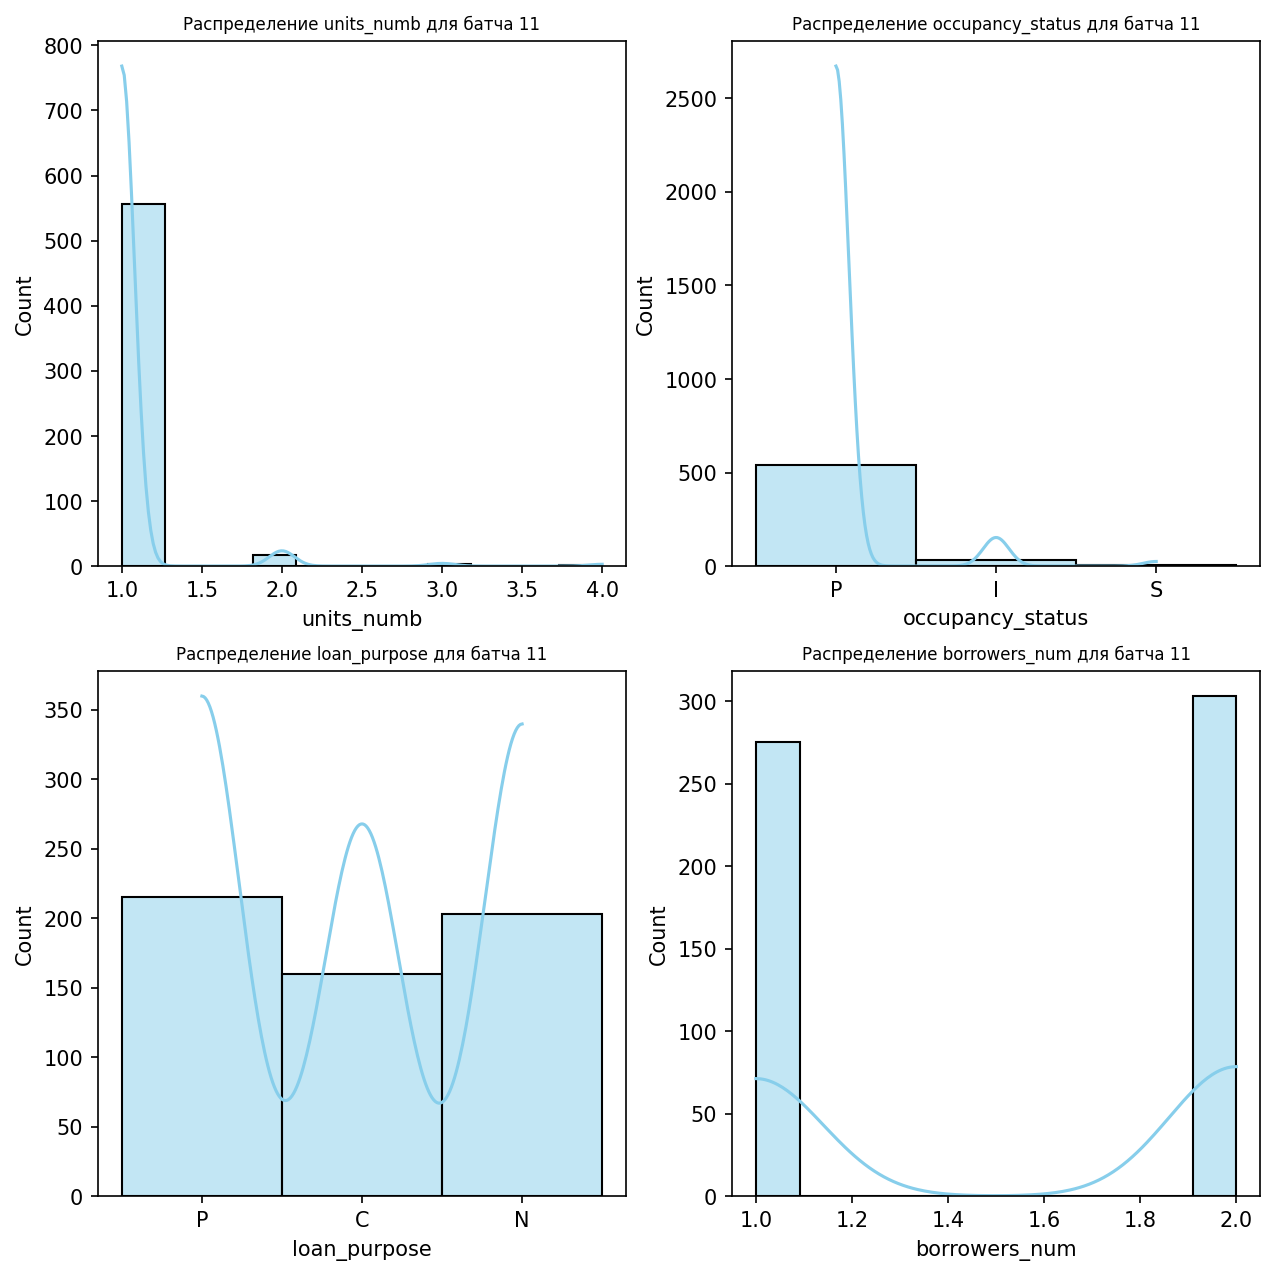 Распределение units_numb для батча 11
800
700
600
500
400
300
200
100
0
Count
1.0 1.5 2.0 2.5 3.0 3.5 4.0
units_numb
Распределение occupancy_status для батча 11
2500
2000
1500
1000
500
0
Count
P I S
occupancy_status
Распределение loan_purpose для батча 11
350
300
250
200
150
100
50
0
Count
P C N
loan_purpose
Распределение borrowers_num для батча 11
300
250
200
150
100
50
0
Count
1.0 1.2 1.4 1.6 1.8 2.0
borrowers_num